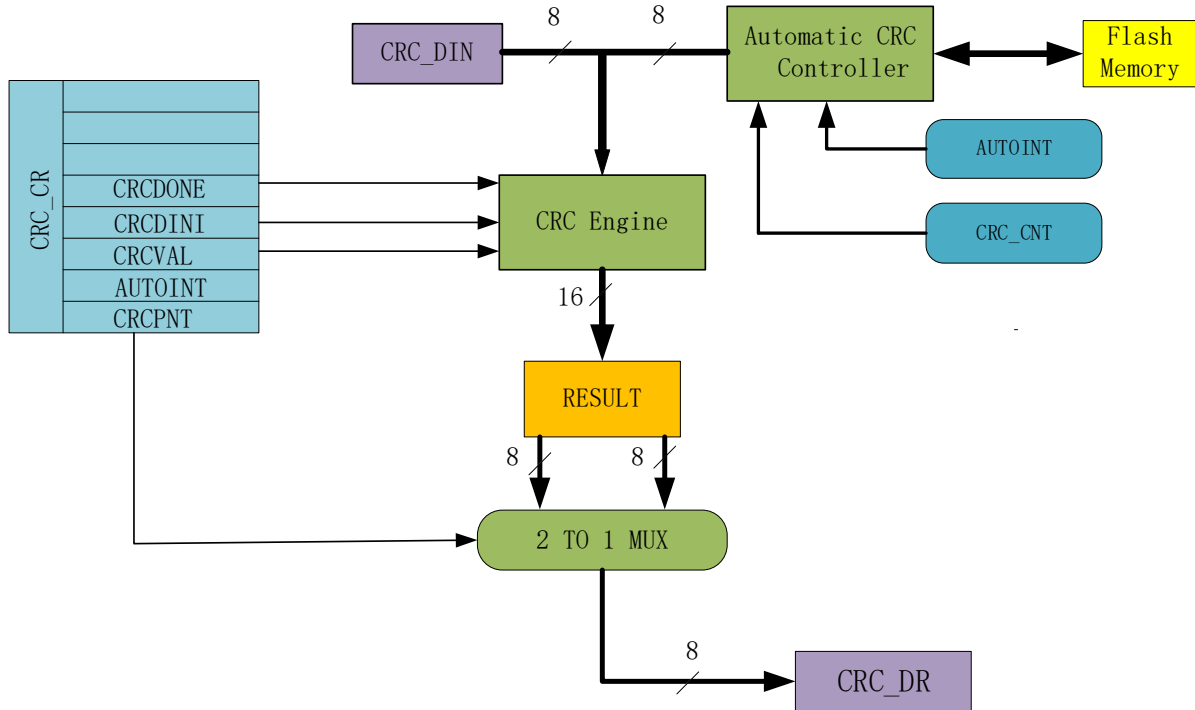 8
8
CRC_DIN
Automatic CRC
Controller
Flash
Memory
AUTOINT
CRC_CNT
CRC_CR
CRCDONE
CRCDINI
CRCVAL
AUTOINT
CRCPNT
CRC Engine
16
RESULT
8
8
2 TO 1 MUX
8
CRC_DR